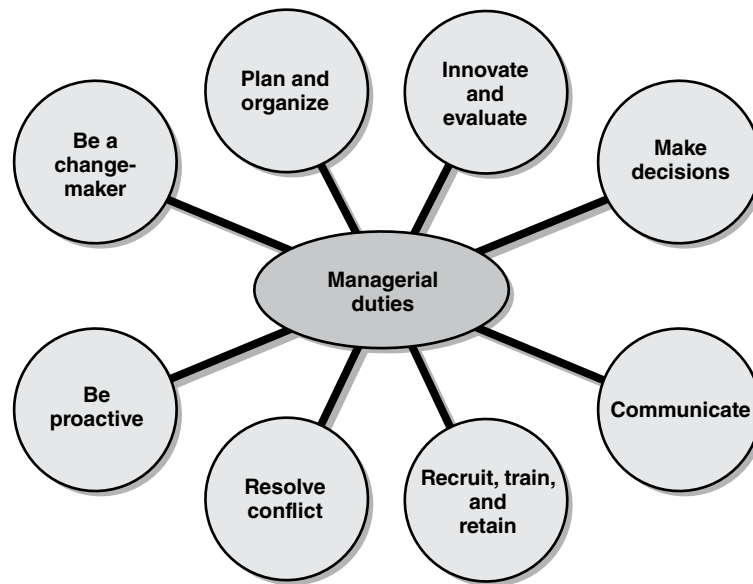 Plan and
organize
Innovate
and
evaluate
Be a
change-
maker
Make
decisions
Managerial
duties
Be
proactive
Communicate
Resolve
conflict
Recruit, train,
and
retain